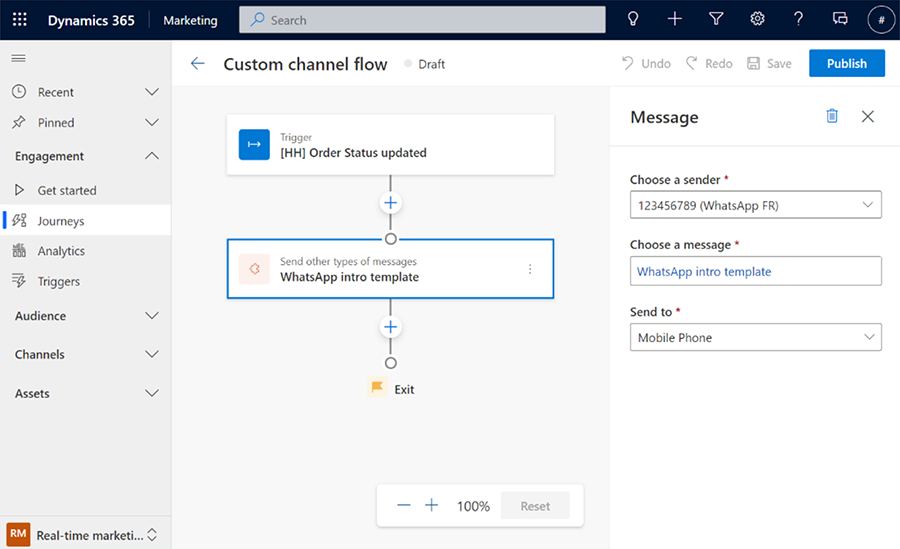 Dynamics 365
Marketing
Search
#
Custom channel flow
Draft
Undo
Redo
Save
Publish
Recent
Pinned
Engagement
Get started
Journeys
Analytics
Triggers
Audience
Channels
Assets
RM
Real-time marketi...
Trigger
[HH] Order Status updated
Send other types of messages
WhatsApp intro template
Exit
100%
Reset
Message
Choose a sender *
123456789 (WhatsApp FR)
Choose a message *
WhatsApp intro template
Send to *
Mobile Phone